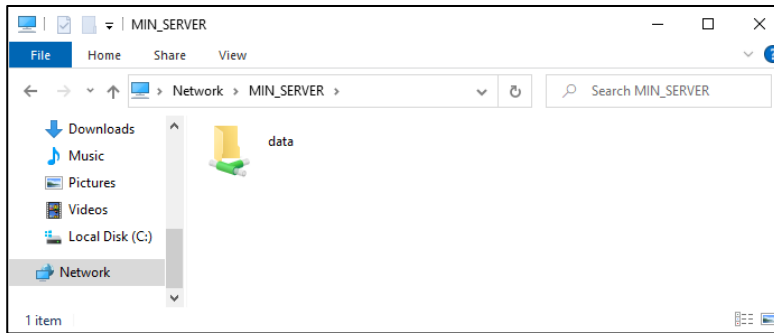 MIN_SERVER
File Home Share View
Network MIN_SERVER Search MIN_SERVER
Downloads
data
Music
Pictures
Videos
Local Disk (C:)
Network
1 item